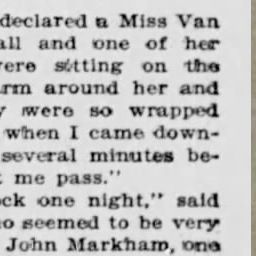 declared a Miss Van
all and one of her
were sitting on the
arm around her and
were so wrapped
when I came down-
several minutes be-
me pass."
ock one night," said
o seemed to be very
John Markham, one